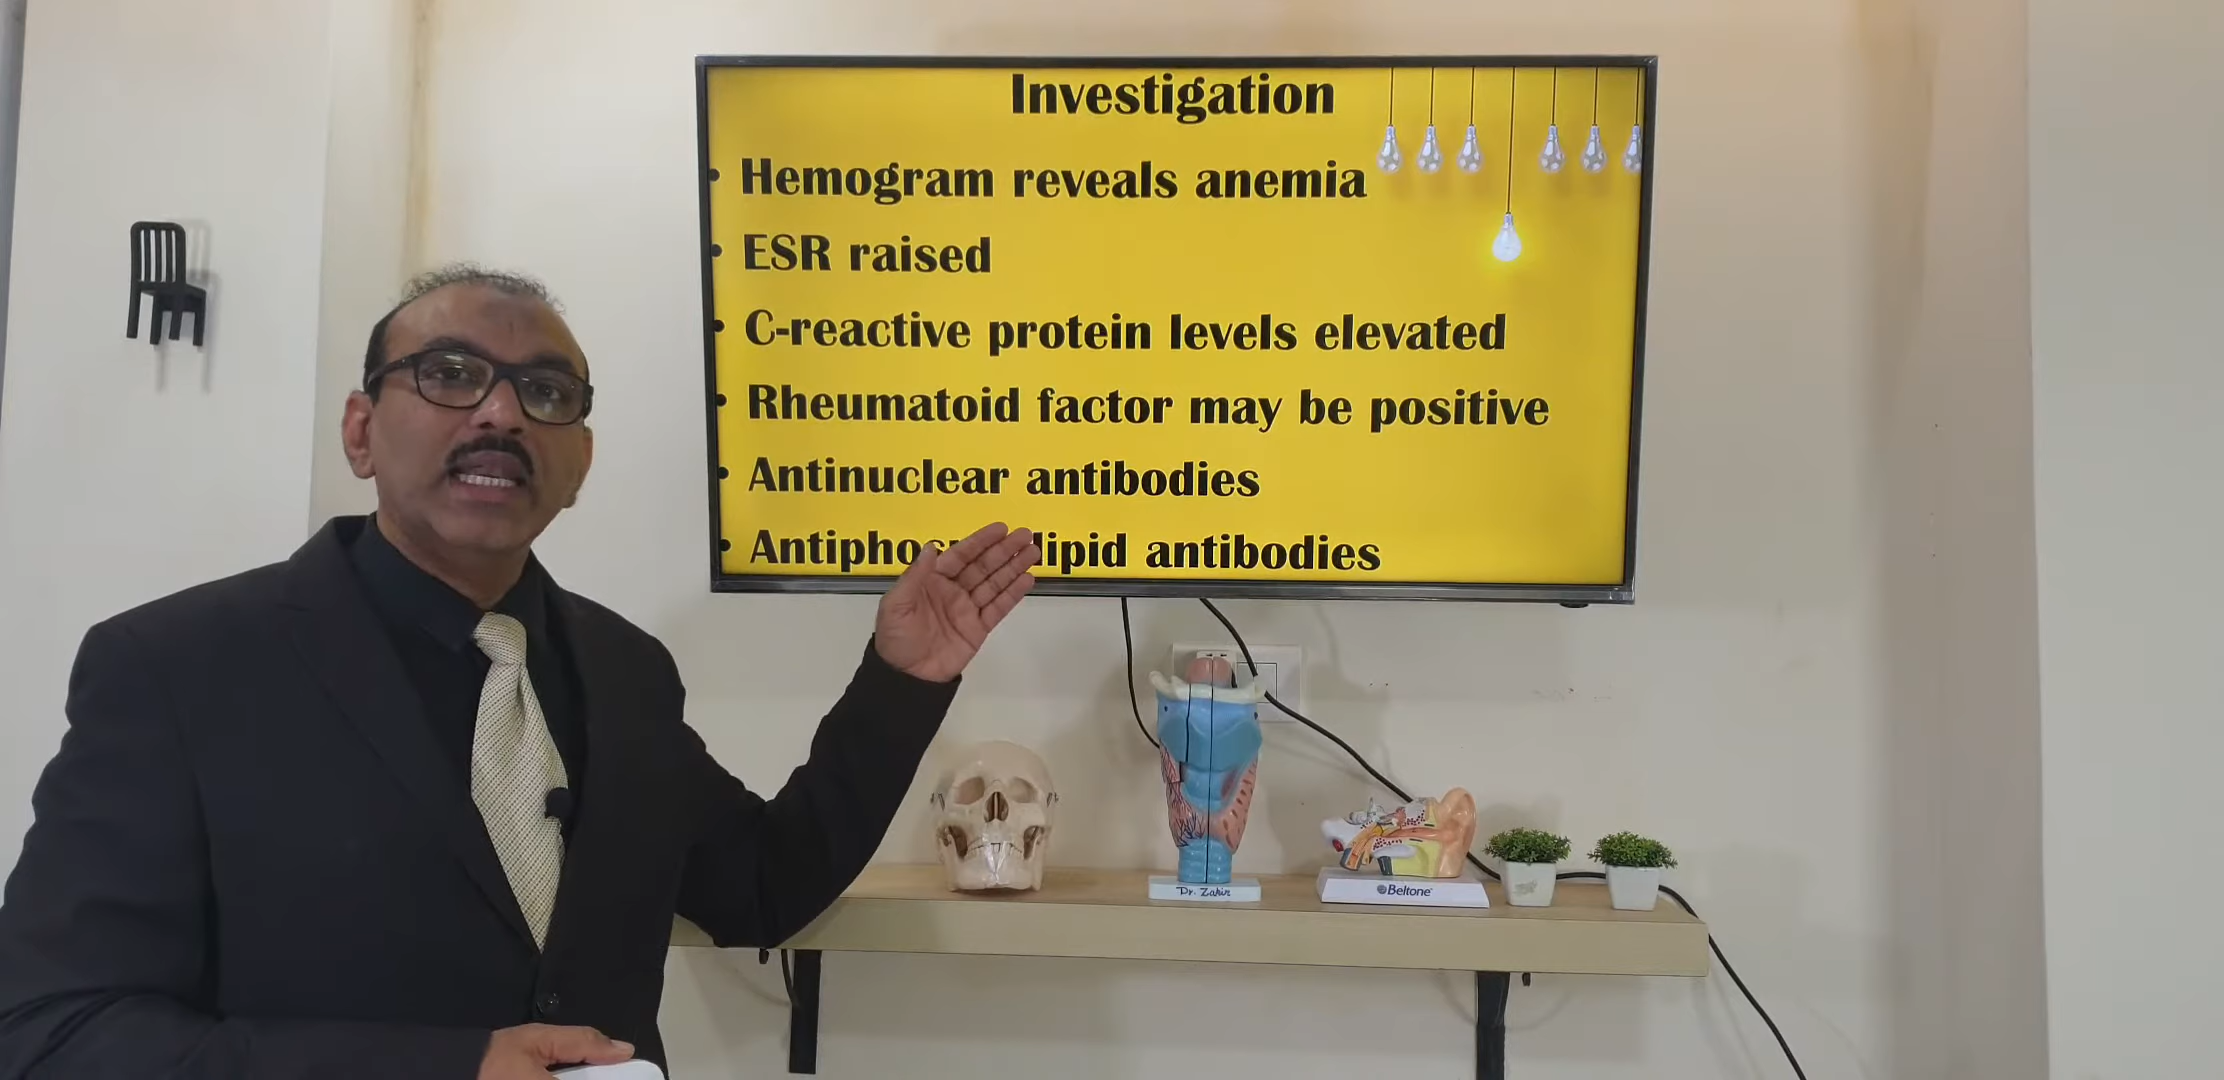 Investigation
• Hemogram reveals anemia
• ESR raised
• C-reactive protein levels elevated
• Rheumatoid factor may be positive
• Antinuclear antibodies
• antibodies
Dr. Zahir
Beltone